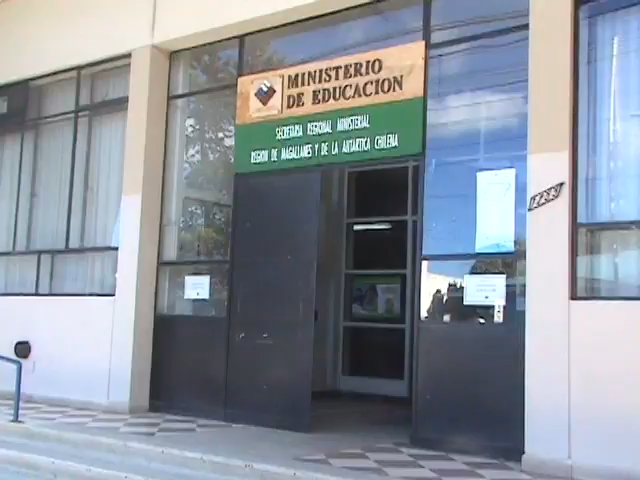 MINISTERIO
DE EDUCACION
SECRETARIA REGIONAL MINISTERIAL
REGION DE MAGALLANES Y DE LA ANTARTICA CHILENA